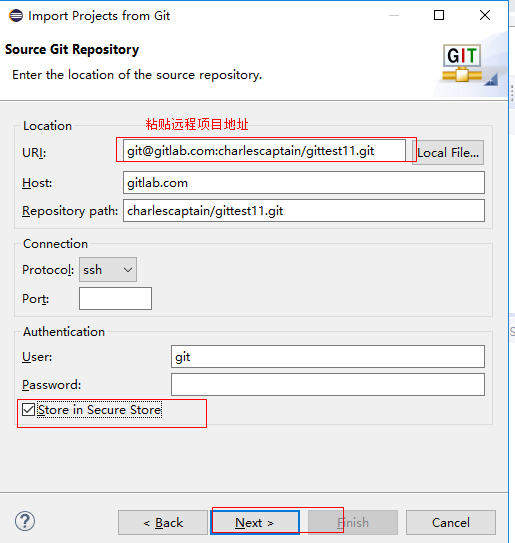 Import Projects from Git
Source Git Repository
Enter the location of the source repository.
GIT
粘贴远程项目地址
Location
URI: git@gitlab.com:charlescaptain/gittest11.git Local File...
Host: gitlab.com
Repository path: charlescaptain/gittest11.git
Connection
Protocol: ssh
Port:
Authentication
User: git
Password:
Store in Secure Store
? < Back Next > Finish Cancel